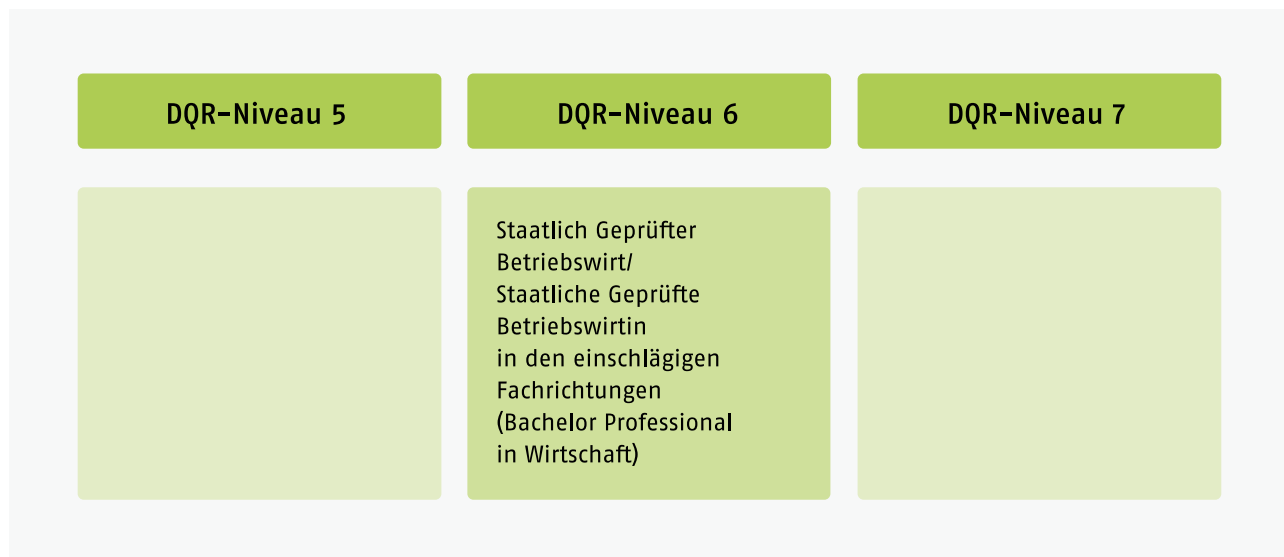 DQR-Niveau 5
DQR-Niveau 6
DQR-Niveau 7
Staatlich Geprüfter
Betriebswirt/
Staatliche Geprüfte
Betriebswirtin
in den einschlägigen
Fachrichtungen
(Bachelor Professional
in Wirtschaft)